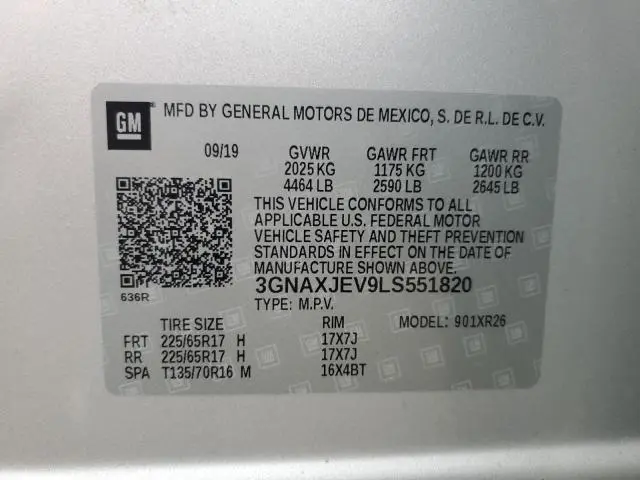 GM
MFD BY GENERAL MOTORS DE MEXICO, S. DE R.L. DE C.V.
09/19 GVWR GAWR FRT GAWR RR
2025 KG 1175 KG 1200 KG
4464 LB 2590 LB 2645 LB
THIS VEHICLE CONFORMS TO ALL
APPLICABLE U.S. FEDERAL MOTOR
VEHICLE SAFETY AND THEFT PREVENTION
STANDARDS IN EFFECT ON THE DATE OF
MANUFACTURE SHOWN ABOVE.
3GNAXJEV9LS551820
636R
TYPE: M.P.V.
TIRE SIZE RIM MODEL: 901XR26
FRT 225/65R17 H 17X7J
RR 225/65R17 H 17X7J
SPA T135/70R16 M 16X4BT